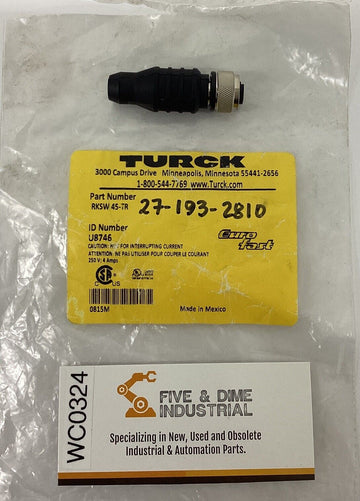 TURCK
3000 Campus Drive Minneapolis, Minnesota 55441-2656
1-800-544-7769 www.Turck.com
Part Number
RKSW 45-7R
27-193-2810
ID Number
U8746
CAUTION: NOT FOR INTERRUPTING CURRENT
ATTENTION: NE PAS UTILISER POUR COUPER LE COURANT
250 V; 4 Amps
euro fast
C US
0815M
Made in Mexico
WC0324
FIVE & DIME
INDUSTRIAL
Specializing in New, Used and Obsolete
Industrial & Automation Parts.